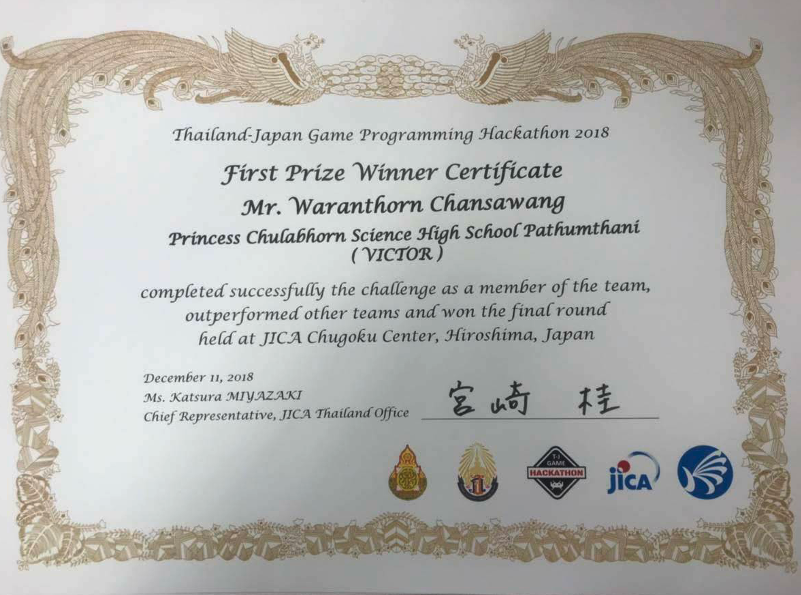 Thailand-Japan Game Programming Hackathon 2018
First Prize Winner Certificate
Mr. Waranthorn Chansawang
Princess Chulabhorn Science High School Pathumthani
(VICTOR)
completed successfully the challenge as a member of the team,
outperformed other teams and won the final round
held at JICA Chugoku Center, Hiroshima, Japan
December 11, 2018
Ms. Katsura MIYAZAKI
Chief Representative, JICA Thailand Office
宮崎 桂
T-J
GAME
HACKATHON
jICA